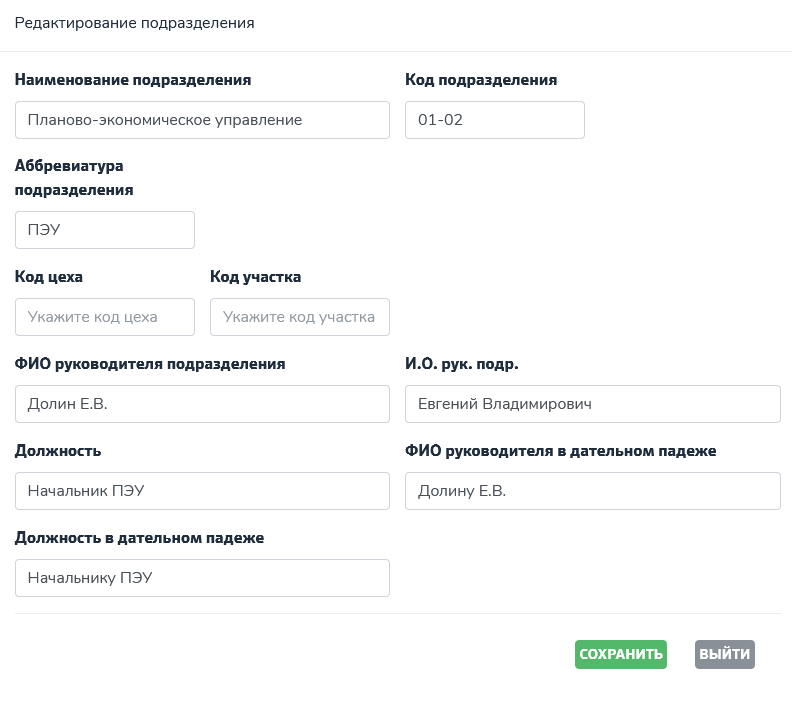 Редактирование подразделения
Наименование подразделения
Код подразделения
Планово-экономическое управление
01-02
Аббревиатура
подразделения
ПЭУ
Код цеха
Код участка
Укажите код цеха
Укажите код участка
ФИО руководителя подразделения
И.О. рук. подр.
Долин Е.В.
Евгений Владимирович
Должность
ФИО руководителя в дательном падеже
Начальник ПЭУ
Долину Е.В.
Должность в дательном падеже
Начальнику ПЭУ
СОХРАНИТЬ
ВЫЙТИ